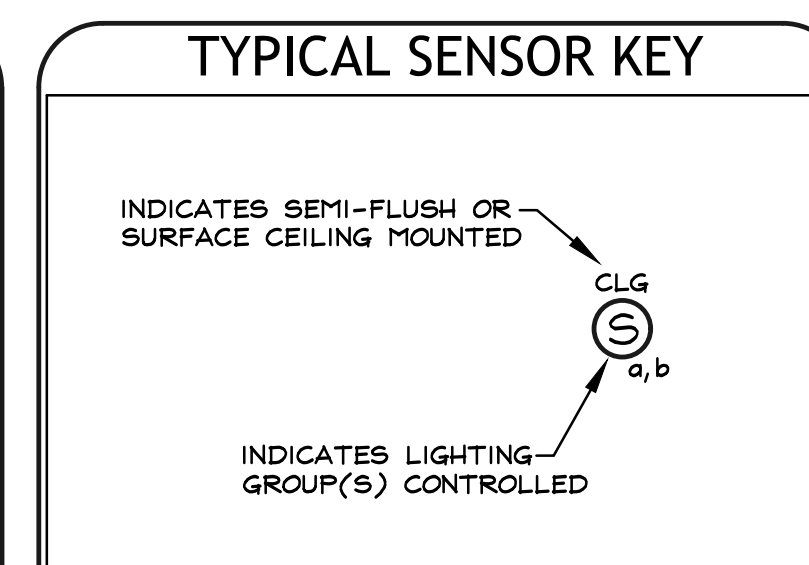 TYPICAL SENSOR KEY
INDICATES SEMI-FLUSH OR
SURFACE CEILING MOUNTED
CLG
S
a,b
INDICATES LIGHTING
GROUP(S) CONTROLLED